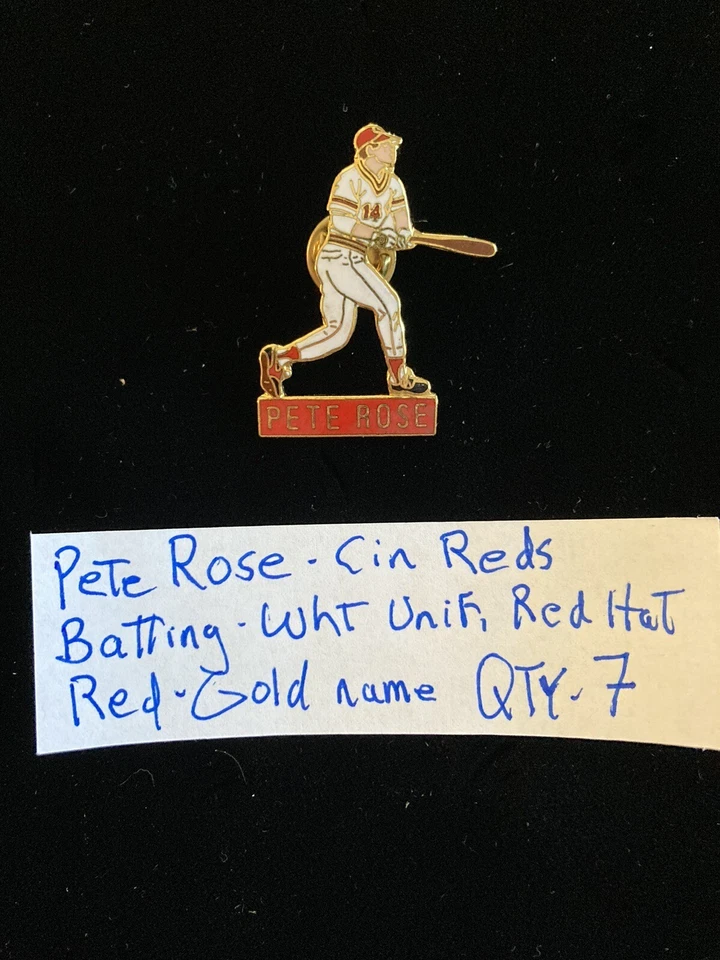 14
PETE ROSE
Pete Rose - Cin Reds
Batting - Wht Unif, Red Hat
Red - Gold name QTY - 7